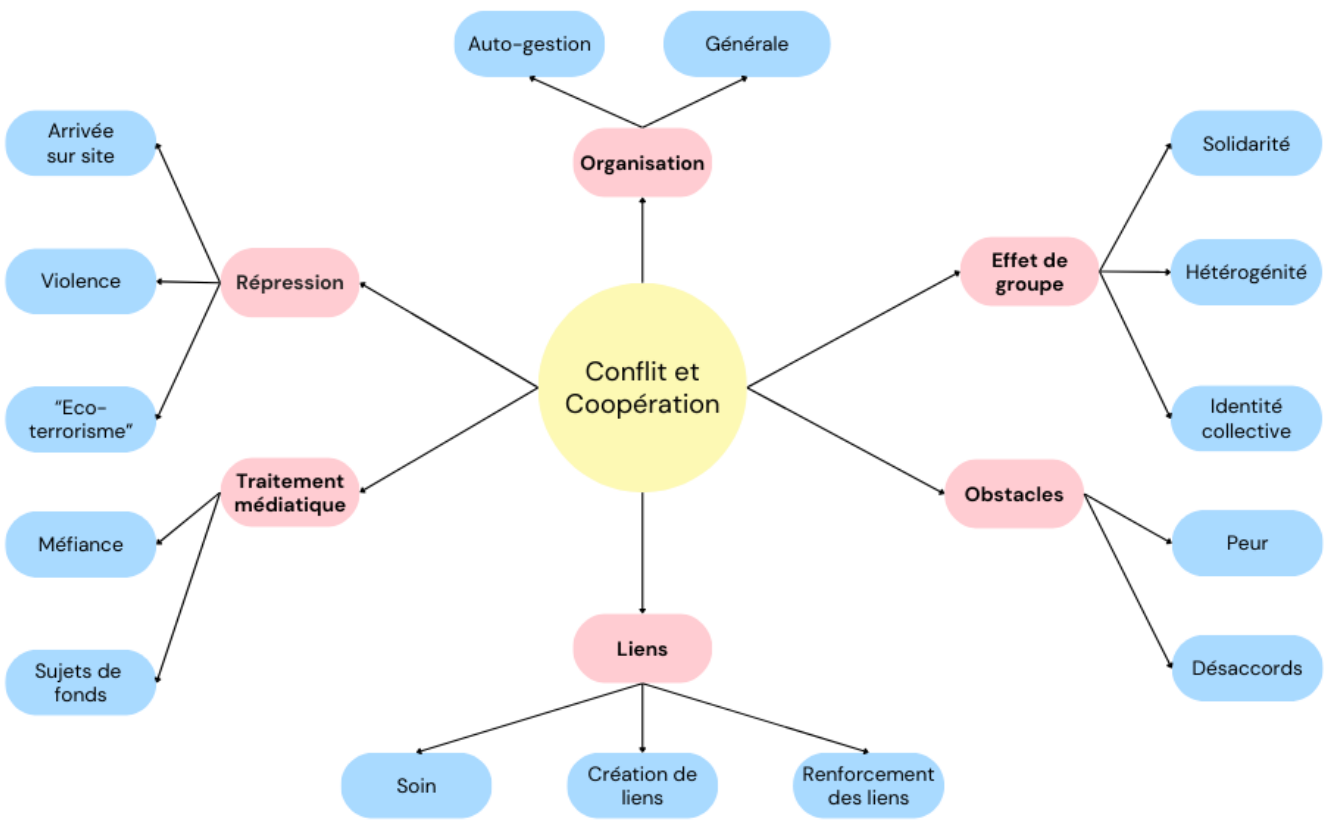 Auto-gestion
Générale
Organisation
Arrivée
sur site
Violence
"Eco-
terrorisme"
Répression
Solidarité
Hétérogénité
Identité
collective
Effet de
groupe
Conflit et
Coopération
Traitement
médiatique
Méfiance
Sujets de
fonds
Obstacles
Peur
Désaccords
Liens
Soin
Création de
liens
Renforcement
des liens